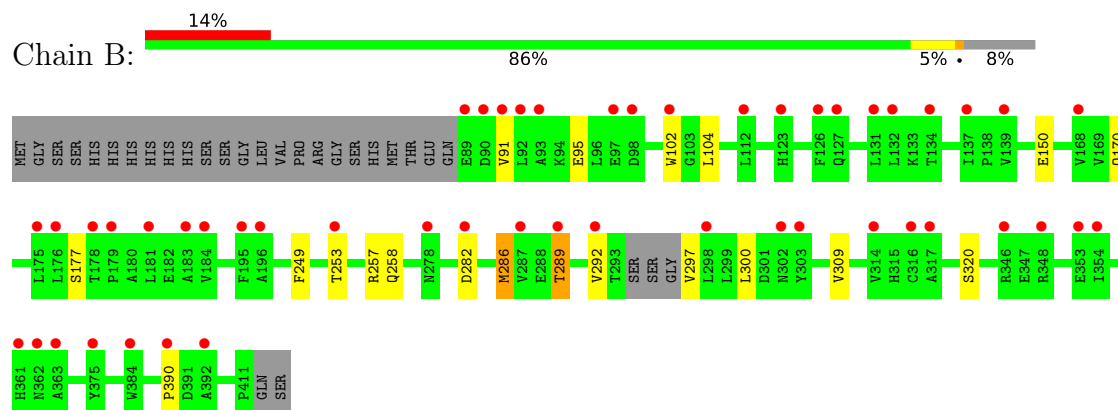 14%
Chain B:
86% 5% • 8%
MET GLY SER SER HIS HIS HIS HIS HIS HIS SER SER GLY LEU VAL PRO ARG GLY SER HIS MET THR GLU GLN E89 D90 V91 L92 A93 K94 E95 L96 E97 D98 W102 G103 L104 L112 H123 F126 Q127 L131 L132 K133 T134 I137 P138 V139 E150 V168 V169
L175 L176 S177 T178 P179 A180 L181 E182 A183 V184 F195 A196 F249 T253 R257 Q258 N278 D282 M286 V287 E288 T289 V292 T293 SER SER GLY V297 L298 L299 L300 D301 N302 Y303 V309 V314 H315 C316 A317 S320 R346 E347 R348 E353 I354
H361 N362 A363 Y375 W384 P390 D391 A392 P411 GLN SER